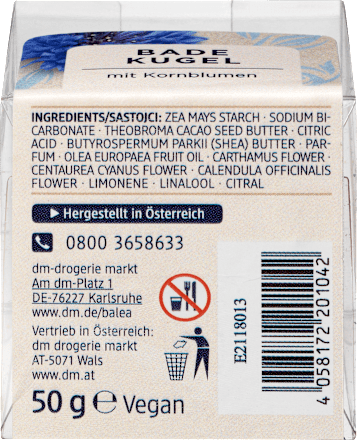 BADE
KUGEL
mit Kornblumen
INGREDIENTS/SASTOJCI: ZEA MAYS STARCH · SODIUM BI-
CARBONATE · THEOBROMA CACAO SEED BUTTER · CITRIC
ACID · BUTYROSPERMUM PARKII (SHEA) BUTTER · PAR-
FUM · OLEA EUROPAEA FRUIT OIL · CARTHAMUS FLOWER ·
CENTAUREA CYANUS FLOWER · CALENDULA OFFICINALIS
FLOWER · LIMONENE · LINALOOL · CITRAL
Hergestellt in Österreich
0800 3658633
dm-drogerie markt
Am dm-Platz 1
DE-76227 Karlsruhe
www.dm.de/balea
Vertrieb in Österreich:
dm drogerie markt
AT-5071 Wals
www.dm.at
50 g ℮ Vegan
E2118013
4 058172 201042